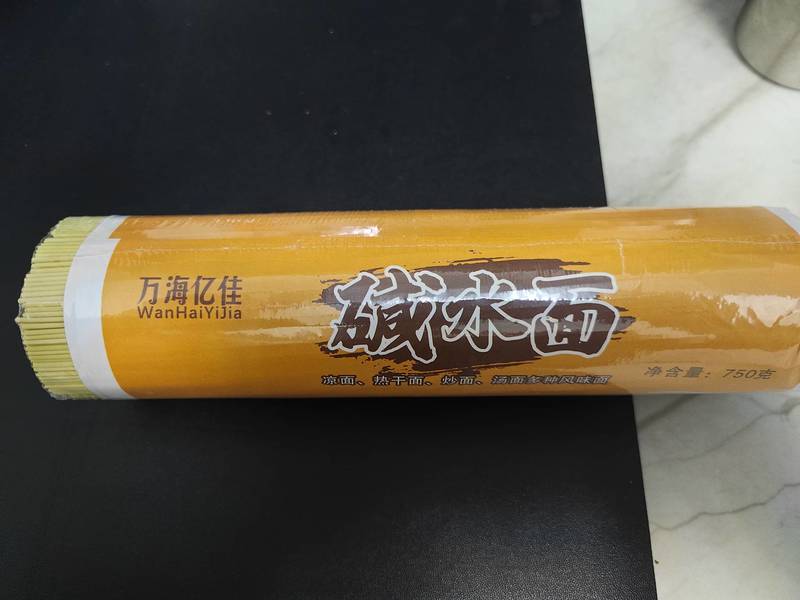 万海亿佳
WanHaiYiJia
碱水面
凉面、热干面、炒面、汤面多种风味面
净含量：750克